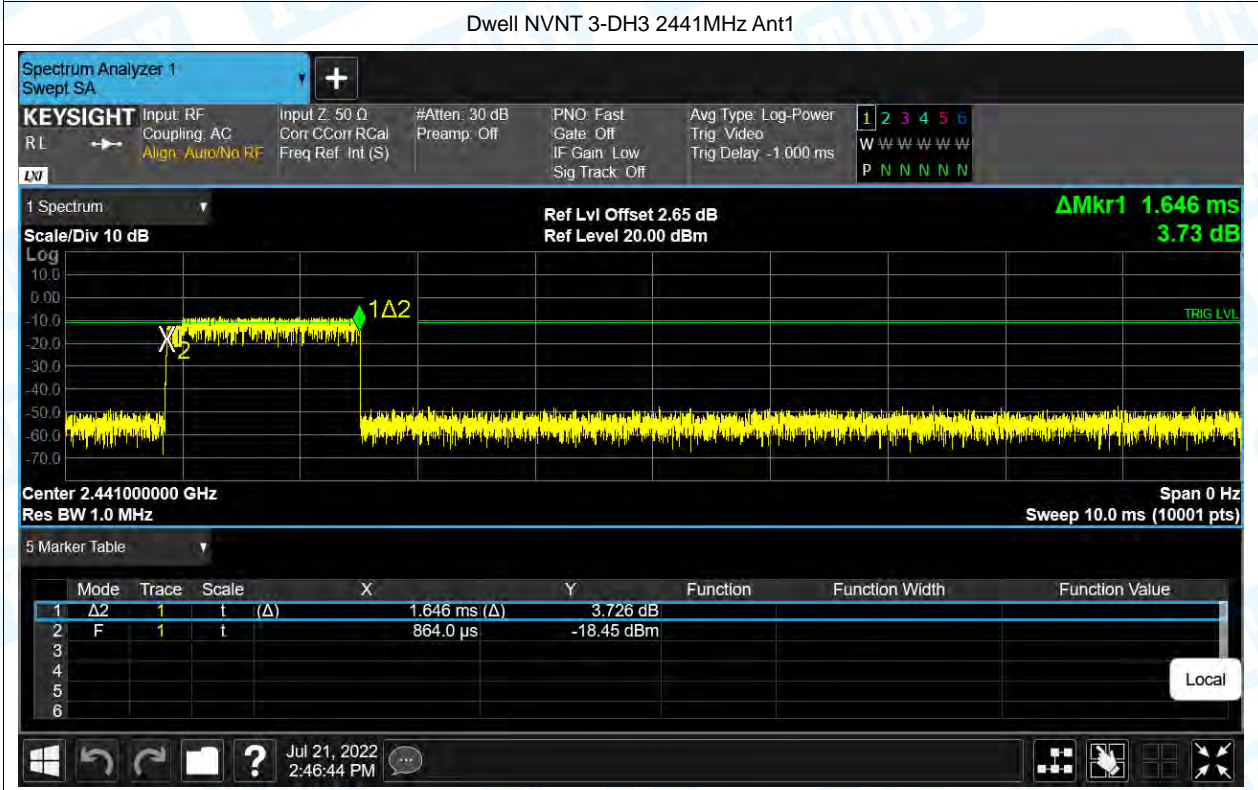 Dwell NVNT 3-DH3 2441MHz Ant1
Spectrum Analyzer 1
Swept SA
+
KEYSIGHT Input: RF Input Z: 50 Ω #Atten: 30 dB PNO: Fast Avg Type: Log-Power 1 2 3 4 5 6
RL Coupling: AC Corr CCorr RCal Preamp: Off Gate: Off Trig: Video W W W W W W
Align: Auto/No RF Freq Ref: Int (S) IF Gain: Low Trig Delay: -1.000 ms P N N N N N
LXI Sig Track: Off
1 Spectrum Ref Lvl Offset 2.65 dB ΔMkr1 1.646 ms
Scale/Div 10 dB Ref Level 20.00 dBm 3.73 dB
Log
10.0
0.00
-10.0 1Δ2 TRIG LVL
-20.0 X2
-30.0
-40.0
-50.0
-60.0
-70.0
Center 2.441000000 GHz Span 0 Hz
Res BW 1.0 MHz Sweep 10.0 ms (10001 pts)
5 Marker Table
Mode Trace Scale X Y Function Function Width Function Value
1 Δ2 1 t (Δ) 1.646 ms (Δ) 3.726 dB
2 F 1 t 864.0 µs -18.45 dBm
3
4
5
6
Local
? Jul 21, 2022
2:46:44 PM